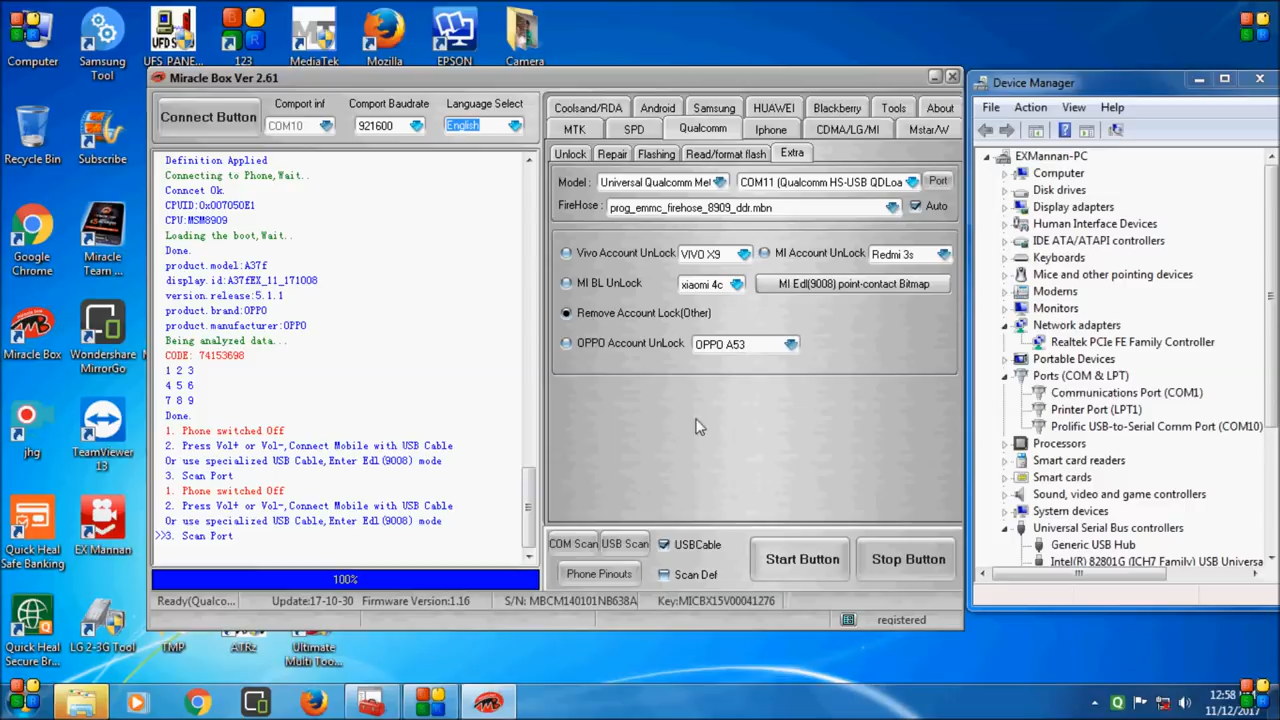 Computer
Samsung
Tool
UFS_PANE...
123
MediaTek
Mozilla
EPSON
Camera
Recycle Bin
Subscribe
Google
Chrome
Miracle
Team ...
Miracle Box
Wondershare
MirrorGo
jhg
TeamViewer
13
Quick Heal
Safe Banking
EX Mannan
Quick Heal
Secure Br...
LG 2-3G Tool
TMP
ATRz
Ultimate
Multi Too...
Miracle Box Ver 2.61
Connect Button
Comport inf
Comport Baudrate
Language Select
COM10
921600
English
Definition Applied
Connecting to Phone,Wait..
Conncet Ok.
CPUID:0x007050E1
CPU:MSM8909
Loading the boot,Wait..
Done.
product.model:A37f
display.id:A37fEX_11_171008
version.release:5.1.1
product.brand:OPPO
product.manufacturer:OPPO
Being analyzed data...
CODE: 74153698
1 2 3
4 5 6
7 8 9
Done.
1. Phone switched Off
2. Press Vol+ or Vol-,Connect Mobile with USB Cable
Or use specialized USB Cable,Enter Edl(9008) mode
3. Scan Port
1. Phone switched Off
2. Press Vol+ or Vol-,Connect Mobile with USB Cable
Or use specialized USB Cable,Enter Edl(9008) mode
>>3. Scan Port
100%
Coolsand/RDA Android Samsung HUAWEI Blackberry Tools About
MTK SPD Qualcomm Iphone CDMA/LG/MI Mstar/W
Unlock Repair Flashing Read/format flash Extra
Model: Universal Qualcomm Me COM11 (Qualcomm HS-USB QDLoa Port
FireHose: prog_emmc_firehose_8909_ddr.mbn Auto
Vivo Account UnLock VIVO X9 MI Account UnLock Redmi 3s
MI BL UnLock xiaomi 4c MI Edl(9008) point-contact Bitmap
Remove Account Lock(Other)
OPPO Account UnLock OPPO A53
COM Scan USB Scan USBCable
Phone Pinouts Scan Def
Start Button Stop Button
Ready(Qualco... Update:17-10-30 Firmware Version:1.16 S/N: MBCM140101NB638A Key:MICBX15V00041276
registered
Device Manager
File Action View Help
EXMannan-PC
Computer
Disk drives
Display adapters
Human Interface Devices
IDE ATA/ATAPI controllers
Keyboards
Mice and other pointing devices
Modems
Monitors
Network adapters
Realtek PCIe FE Family Controller
Portable Devices
Ports (COM & LPT)
Communications Port (COM1)
Printer Port (LPT1)
Prolific USB-to-Serial Comm Port (COM10)
Processors
Smart card readers
Smart cards
Sound, video and game controllers
System devices
Universal Serial Bus controllers
Generic USB Hub
Intel(R) 82801G (ICH7 Family) USB Universa
12:58
11/12/2017